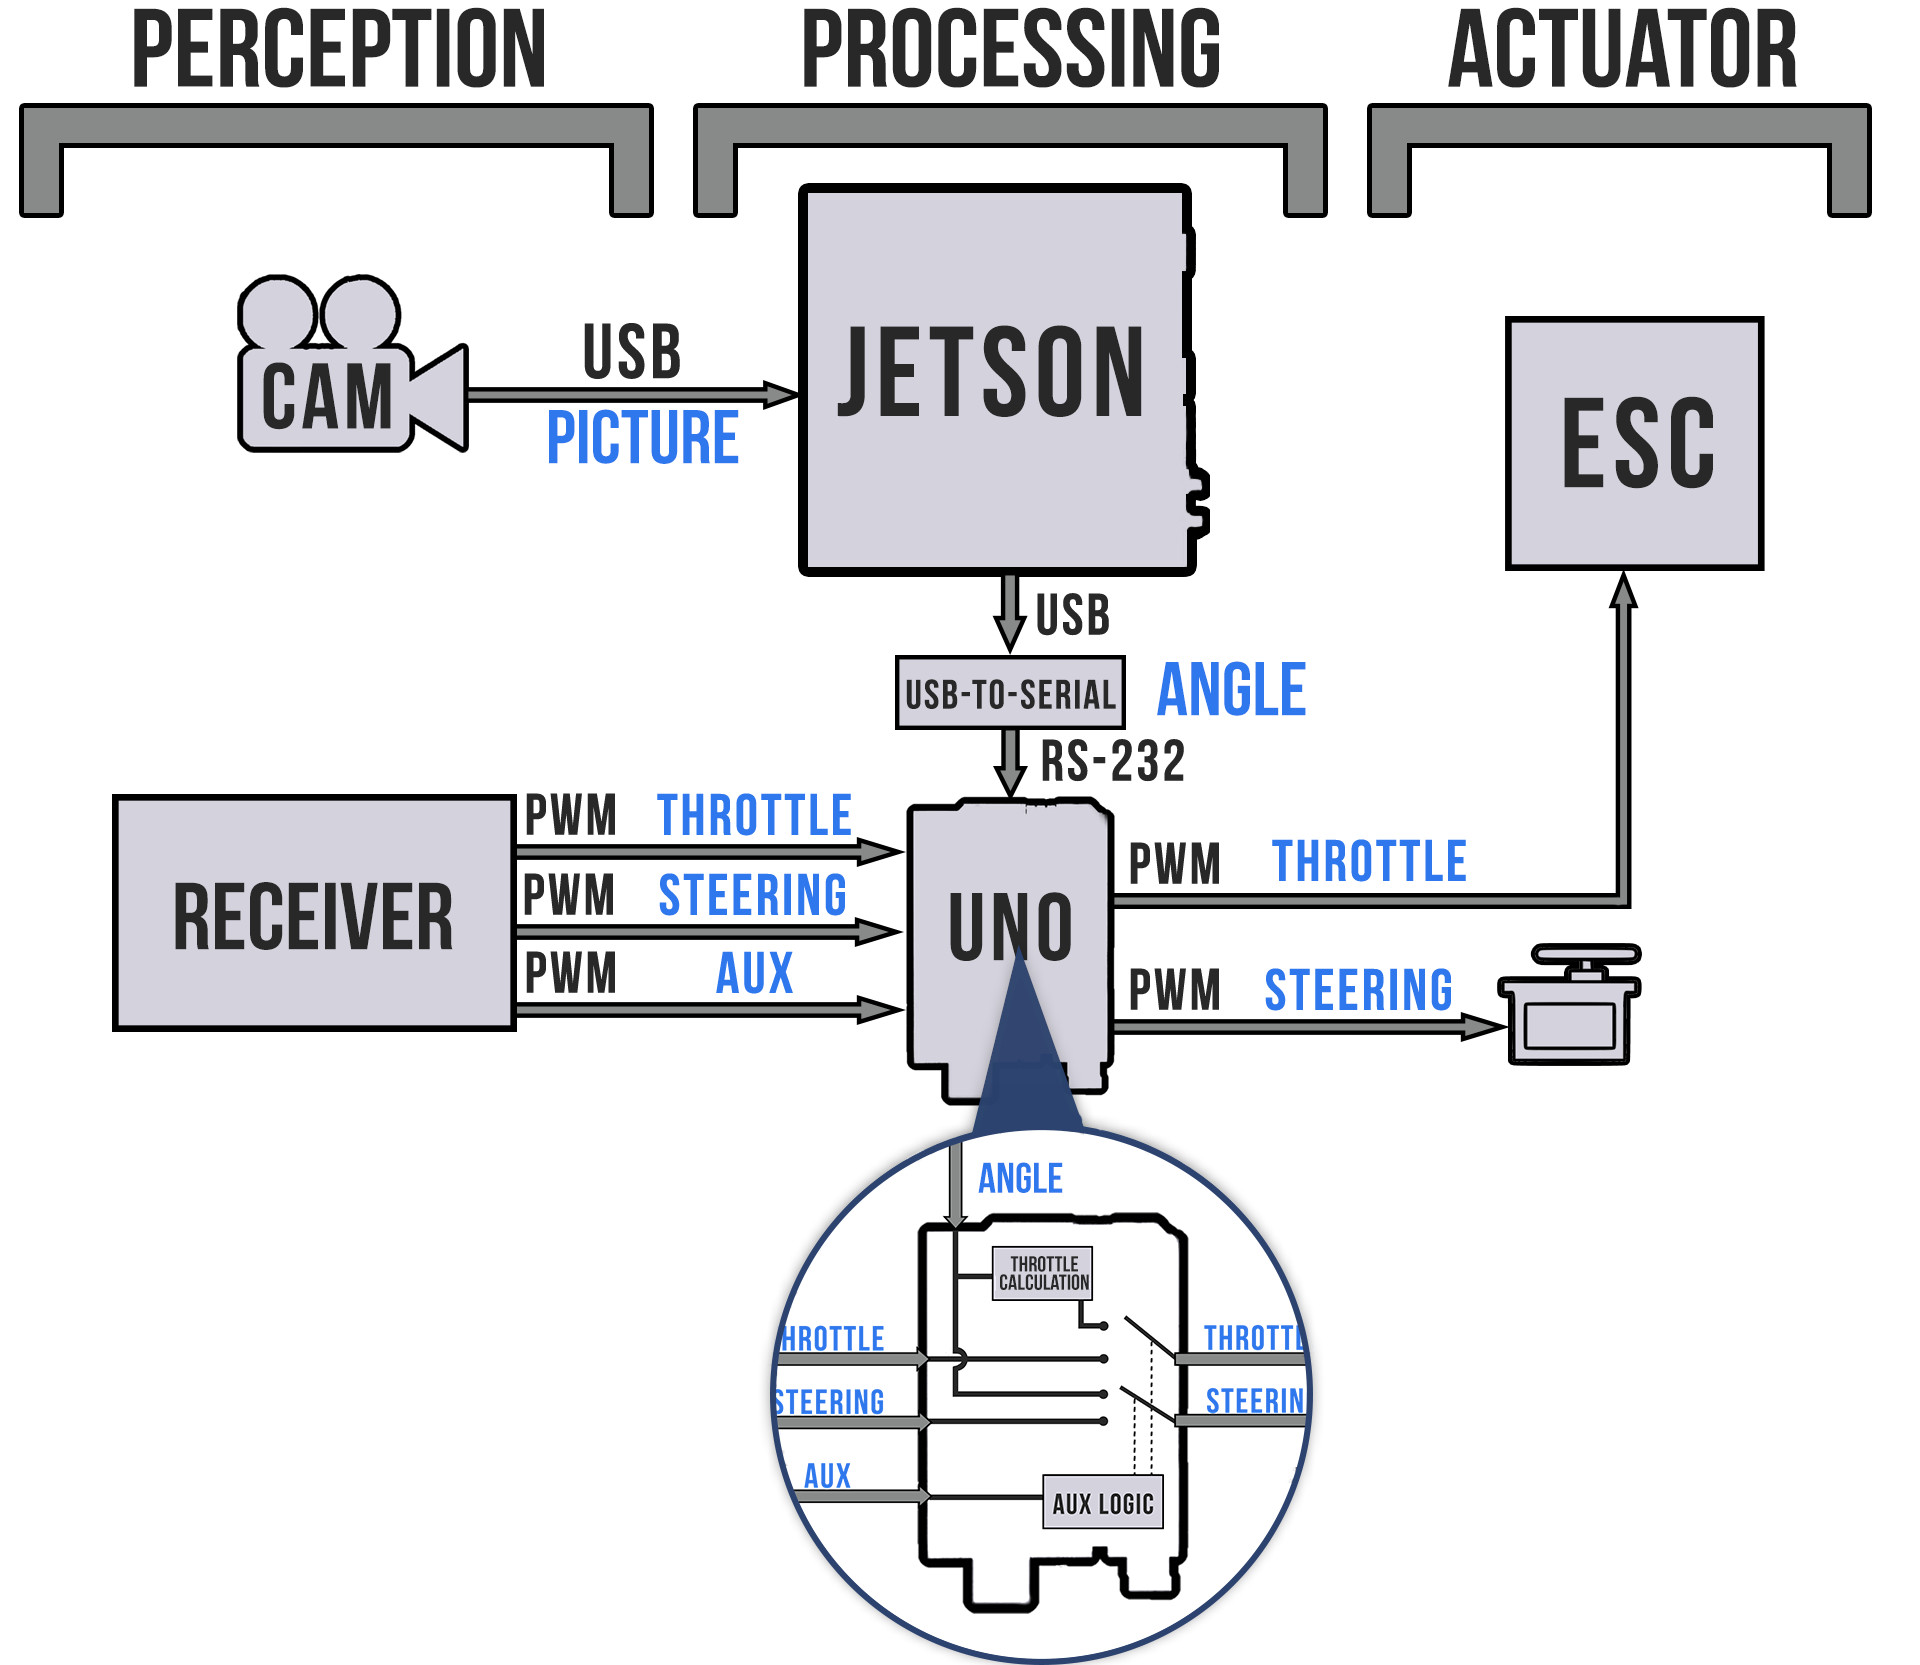 PERCEPTION
PROCESSING
ACTUATOR
CAM
USB
PICTURE
JETSON
ESC
USB
USB-TO-SERIAL
ANGLE
RS-232
RECEIVER
PWM THROTTLE
PWM STEERING
PWM AUX
UNO
PWM THROTTLE
PWM STEERING
ANGLE
THROTTLE
CALCULATION
HROTTLE
STEERING
AUX
THROTTL
STEERIN
AUX LOGIC